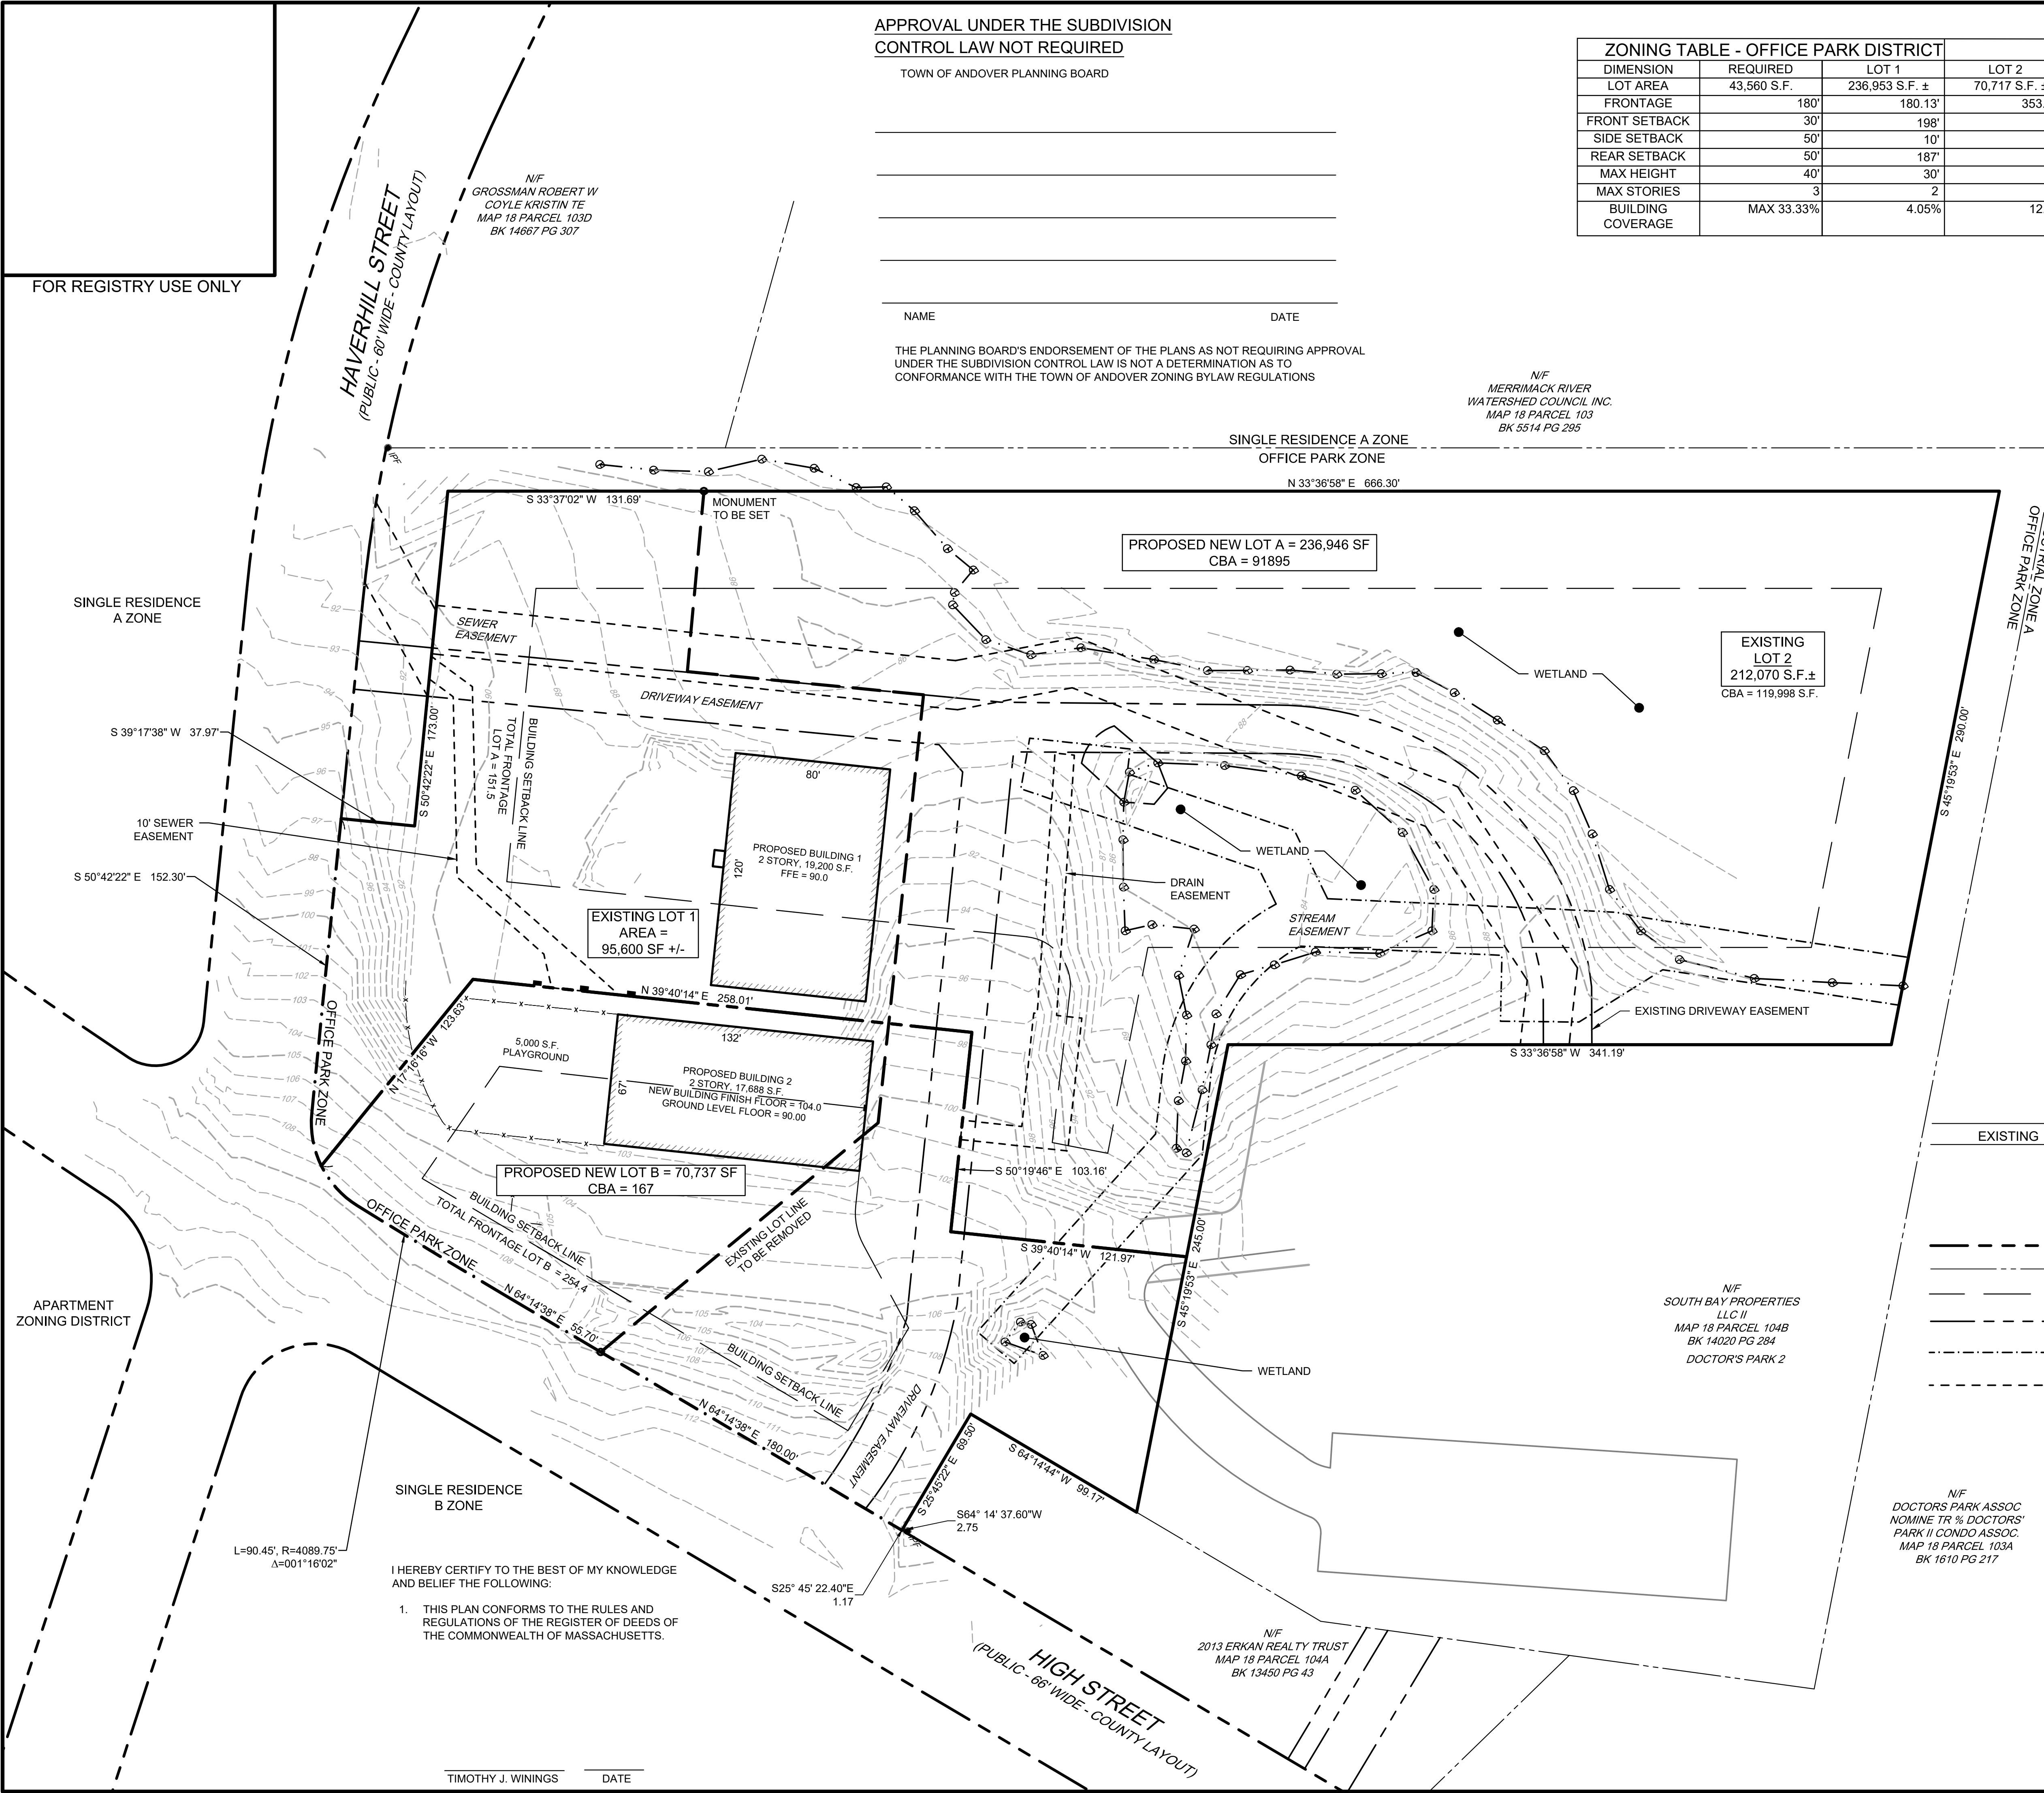 APPROVAL UNDER THE SUBDIVISION
CONTROL LAW NOT REQUIRED
TOWN OF ANDOVER PLANNING BOARD
NAME DATE
THE PLANNING BOARD'S ENDORSEMENT OF THE PLANS AS NOT REQUIRING APPROVAL
UNDER THE SUBDIVISION CONTROL LAW IS NOT A DETERMINATION AS TO
CONFORMANCE WITH THE TOWN OF ANDOVER ZONING BYLAW REGULATIONS
ZONING TABLE - OFFICE PARK DISTRICT
DIMENSION REQUIRED LOT 1 LOT 2
LOT AREA 43,560 S.F. 236,953 S.F. ± 70,717 S.F. ±
FRONTAGE 180' 180.13' 353.
FRONT SETBACK 30' 198'
SIDE SETBACK 50' 10'
REAR SETBACK 50' 187'
MAX HEIGHT 40' 30'
MAX STORIES 3 2
BUILDING
COVERAGE MAX 33.33% 4.05% 12.
FOR REGISTRY USE ONLY
HAVERHILL STREET
(PUBLIC - 60' WIDE - COUNTY LAYOUT)
N/F
GROSSMAN ROBERT W
COYLE KRISTIN TE
MAP 18 PARCEL 103D
BK 14667 PG 307
N/F
MERRIMACK RIVER
WATERSHED COUNCIL INC.
MAP 18 PARCEL 103
BK 5514 PG 295
IPF
SINGLE RESIDENCE A ZONE
OFFICE PARK ZONE
S 33°37'02" W 131.69'
MONUMENT
TO BE SET
N 33°36'58" E 666.30'
PROPOSED NEW LOT A = 236,946 SF
CBA = 91895
OFFICE PARK ZONE
SINGLE RESIDENCE
A ZONE
SEWER
EASEMENT
DRIVEWAY EASEMENT
WETLAND
EXISTING
LOT 2
212,070 S.F.±
CBA = 119,998 S.F.
S 39°17'38" W 37.97'
S 50°42'22" E 173.00'
BUILDING SETBACK LINE
TOTAL FRONTAGE
LOT A = 151.5
S 45°19'53" E 290.00'
10' SEWER
EASEMENT
S 50°42'22" E 152.30'
80'
120'
PROPOSED BUILDING 1
2 STORY, 19,200 S.F.
FFE = 90.0
EXISTING LOT 1
AREA =
95,600 SF +/-
WETLAND
DRAIN
EASEMENT
STREAM
EASEMENT
N 39°40'14" E 258.01'
EXISTING DRIVEWAY EASEMENT
S 33°36'58" W 341.19'
OFFICE PARK ZONE
N 17°16'16" W 123.63'
5,000 S.F.
PLAYGROUND
132'
67'
PROPOSED BUILDING 2
2 STORY, 17,688 S.F.
NEW BUILDING FINISH FLOOR = 104.0
GROUND LEVEL FLOOR = 90.00
PROPOSED NEW LOT B = 70,737 SF
CBA = 167
S 50°19'46" E 103.16'
EXISTING
OFFICE PARK ZONE
BUILDING SETBACK LINE
TOTAL FRONTAGE LOT B = 254.4
EXISTING LOT LINE
TO BE REMOVED
S 39°40'14" W 121.97'
S 45°19'53" E 245.00'
N 64°14'38" E 55.70'
APARTMENT
ZONING DISTRICT
N/F
SOUTH BAY PROPERTIES
LLC II
MAP 18 PARCEL 104B
BK 14020 PG 284
DOCTOR'S PARK 2
BUILDING SETBACK LINE
WETLAND
N 64°14'38" E 180.00'
DRIVEWAY EASEMENT
S 25°45'22" E 69.50'
S 64°14'44" W 99.17'
SINGLE RESIDENCE
B ZONE
S64° 14' 37.60"W
2.75
IPF
N/F
DOCTORS PARK ASSOC
NOMINE TR % DOCTORS'
PARK II CONDO ASSOC.
MAP 18 PARCEL 103A
BK 1610 PG 217
L=90.45', R=4089.75'
Δ=001°16'02"
S25° 45' 22.40"E
1.17
I HEREBY CERTIFY TO THE BEST OF MY KNOWLEDGE
AND BELIEF THE FOLLOWING:
1. THIS PLAN CONFORMS TO THE RULES AND
REGULATIONS OF THE REGISTER OF DEEDS OF
THE COMMONWEALTH OF MASSACHUSETTS.
N/F
2013 ERKAN REALTY TRUST
MAP 18 PARCEL 104A
BK 13450 PG 43
HIGH STREET
(PUBLIC - 66' WIDE - COUNTY LAYOUT)
TIMOTHY J. WININGS DATE